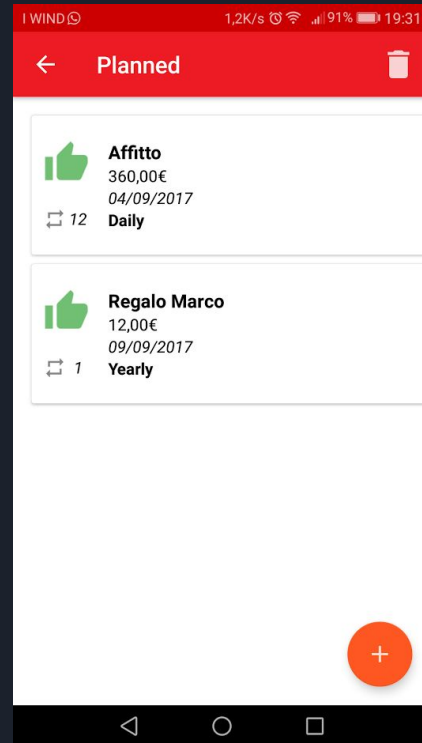 I WIND 1,2K/s 91% 19:31
Planned
Affitto
360,00€
04/09/2017
12 Daily
Regalo Marco
12,00€
09/09/2017
1 Yearly